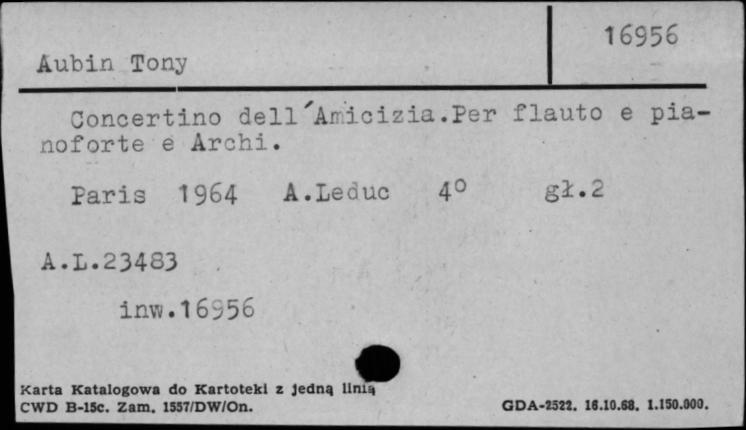 16956
Aubin Tony
Concertino dell´Amicizia.Per flauto e pia-
noforte e Archi.
Paris 1964 A.Leduc 4º gł.2
A.L.23483
inw.16956
Karta Katalogowa do Kartoteki z jedną linią
CWD B-15c. Zam. 1557/DW/On. GDA-2522. 16.10.68. 1.150.000.